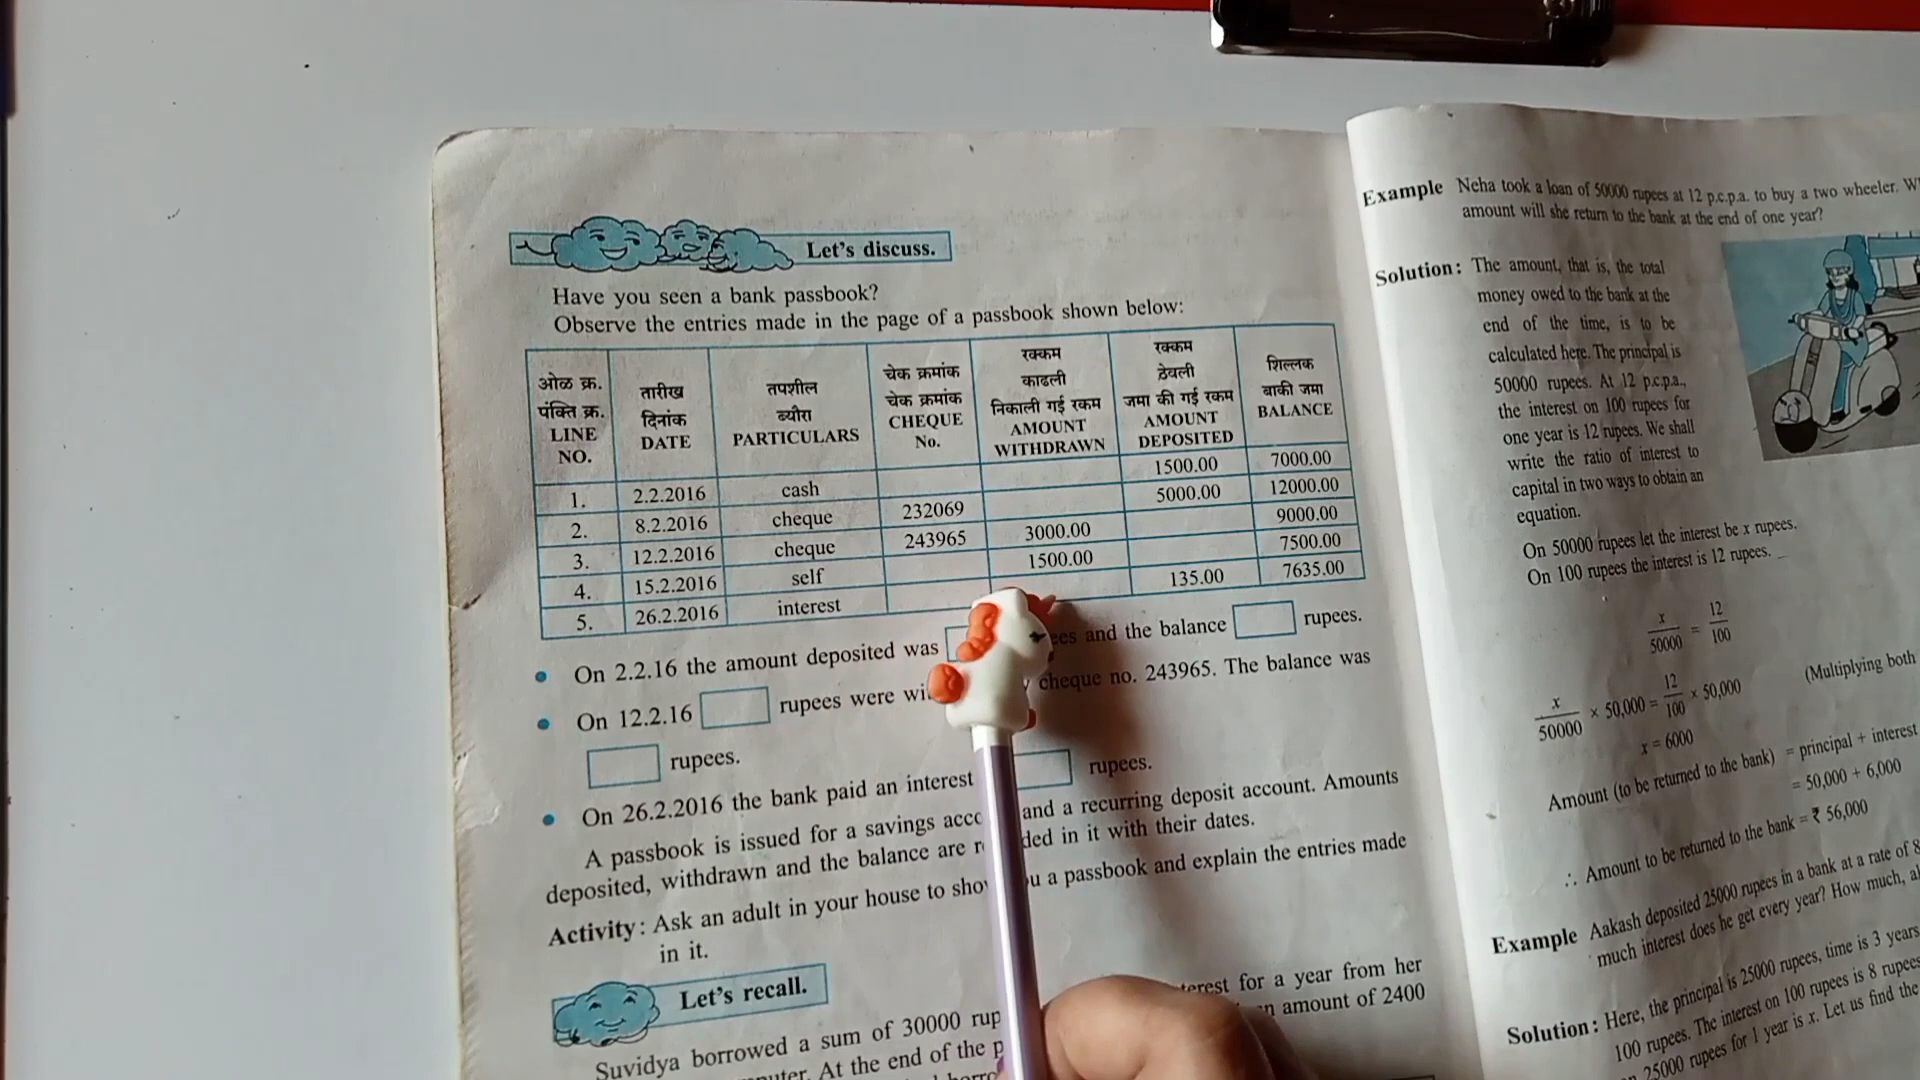 Let's discuss.
Have you seen a bank passbook?
Observe the entries made in the page of a passbook shown below:
ओळ क्र. पंक्ति क्र. LINE NO.
तारीख दिनांक DATE
तपशील ब्यौरा PARTICULARS
चेक क्रमांक चेक क्रमांक CHEQUE No.
रक्कम काढली निकाली गई रकम AMOUNT WITHDRAWN
रक्कम ठेवली जमा की गई रकम AMOUNT DEPOSITED
शिल्लक बाकी जमा BALANCE
1. 2.2.2016 cash 1500.00 7000.00
2. 8.2.2016 cheque 232069 5000.00 12000.00
3. 12.2.2016 cheque 243965 3000.00 9000.00
4. 15.2.2016 self 1500.00 7500.00
5. 26.2.2016 interest 135.00 7635.00
• On 2.2.16 the amount deposited was and the balance rupees.
• On 12.2.16 rupees were cheque no. 243965. The balance was
rupees.
• On 26.2.2016 the bank paid an interest rupees.
A passbook is issued for a savings and a recurring deposit account. Amounts
deposited, withdrawn and the balance are in it with their dates.
Activity: Ask an adult in your house to a passbook and explain the entries made
in it.
Let's recall.
Suvidya borrowed a sum of 30000 for a year from her
At the end of the amount of 2400
Example Neha took a loan of 50000 rupees at 12 p.c.p.a. to buy a two wheeler.
amount will she return to the bank at the end of one year?
Solution: The amount, that is, the total
money owed to the bank at the
end of the time, is to be
calculated here. The principal is
50000 rupees. At 12 p.c.p.a.,
the interest on 100 rupees for
one year is 12 rupees. We shall
write the ratio of interest to
capital in two ways to obtain an
equation.
On 50000 rupees let the interest be x rupees.
On 100 rupees the interest is 12 rupees.
x/50000 = 12/100
x/50000 × 50,000 = 12/100 × 50,000 (Multiplying both
x = 6000
Amount (to be returned to the bank) = principal + interest
= 50,000 + 6,000
∴ Amount to be returned to the bank = ₹ 56,000
Example Aakash deposited 25000 rupees in a bank at a rate of 8
much interest does he get every year? How much,
Solution: Here, the principal is 25000 rupees, time is 3 years
100 rupees. The interest on 100 rupees is 8 rupees
25000 rupees for 1 year is x. Let us find the